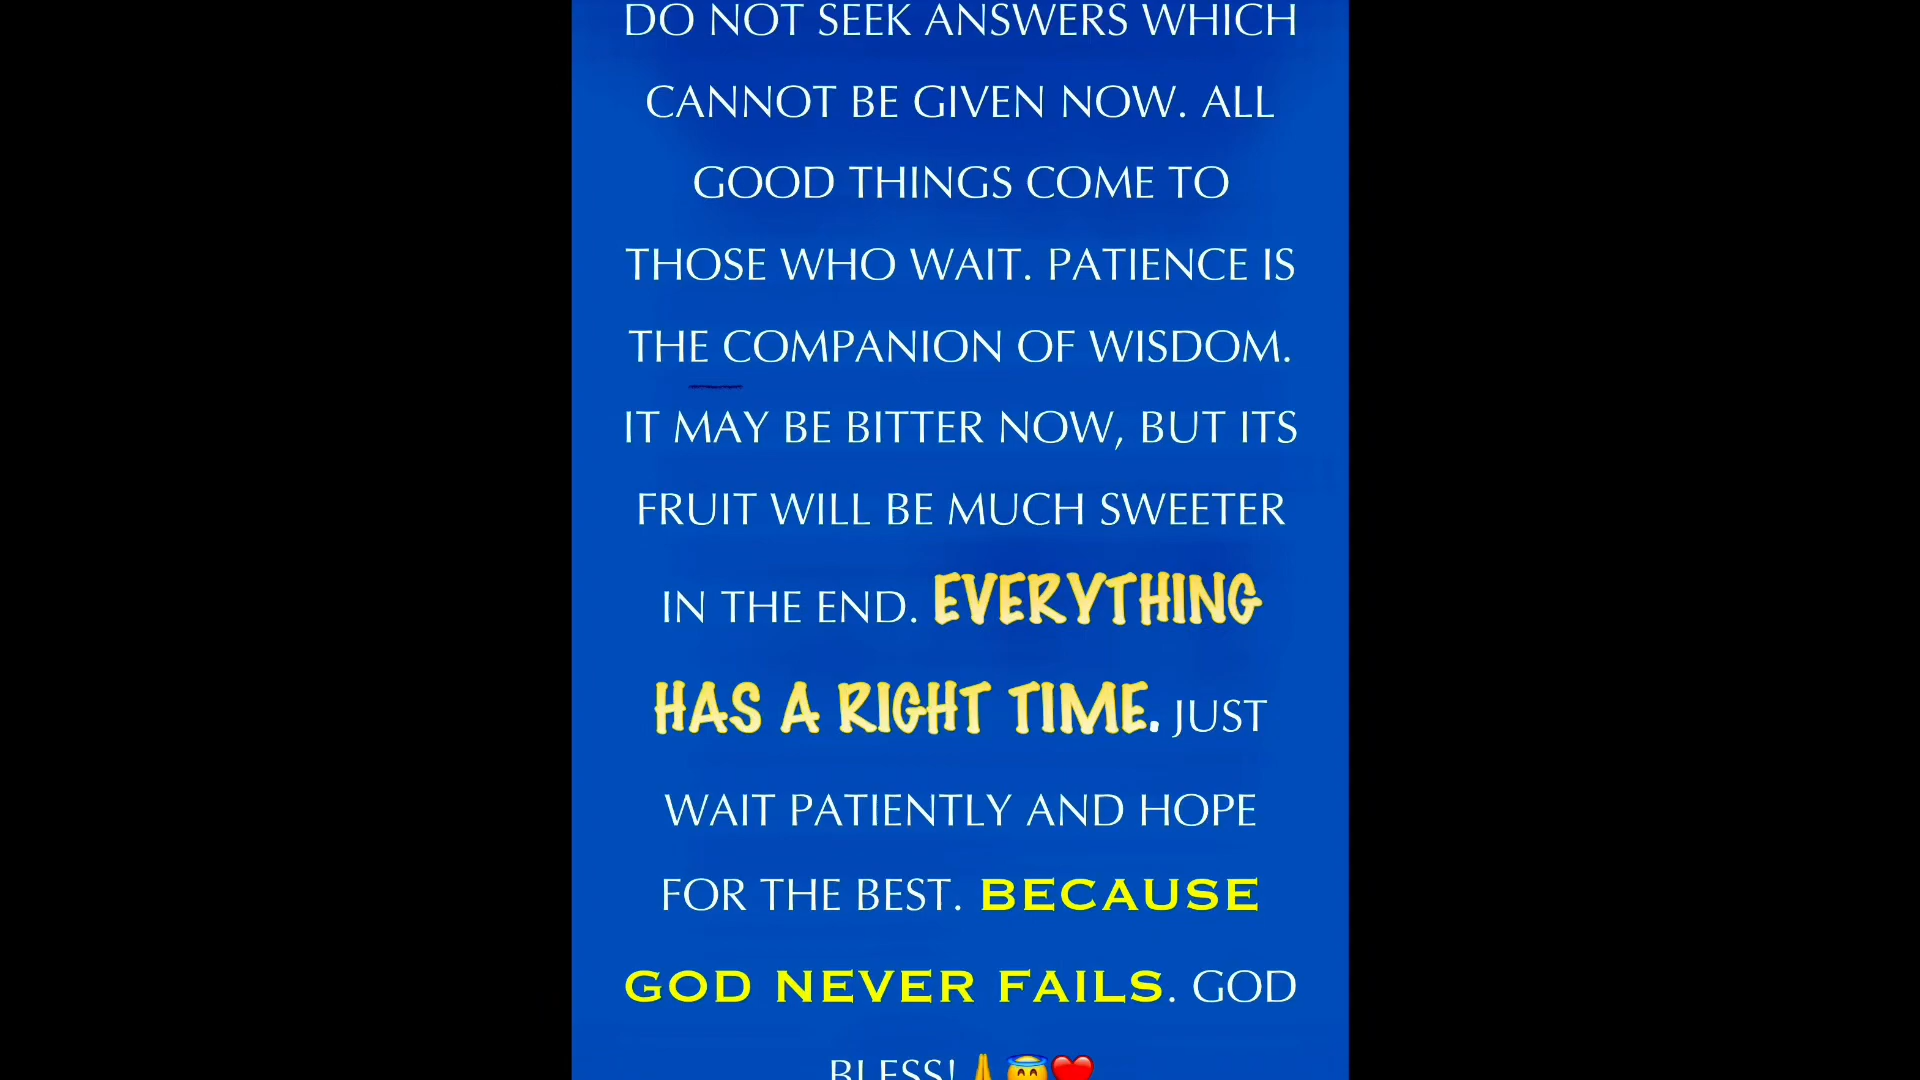 DO NOT SEEK ANSWERS WHICH
CANNOT BE GIVEN NOW. ALL
GOOD THINGS COME TO
THOSE WHO WAIT. PATIENCE IS
THE COMPANION OF WISDOM.
IT MAY BE BITTER NOW, BUT ITS
FRUIT WILL BE MUCH SWEETER
IN THE END. EVERYTHING
HAS A RIGHT TIME. JUST
WAIT PATIENTLY AND HOPE
FOR THE BEST. BECAUSE
GOD NEVER FAILS. GOD
BLESS! 🙏😇❤️